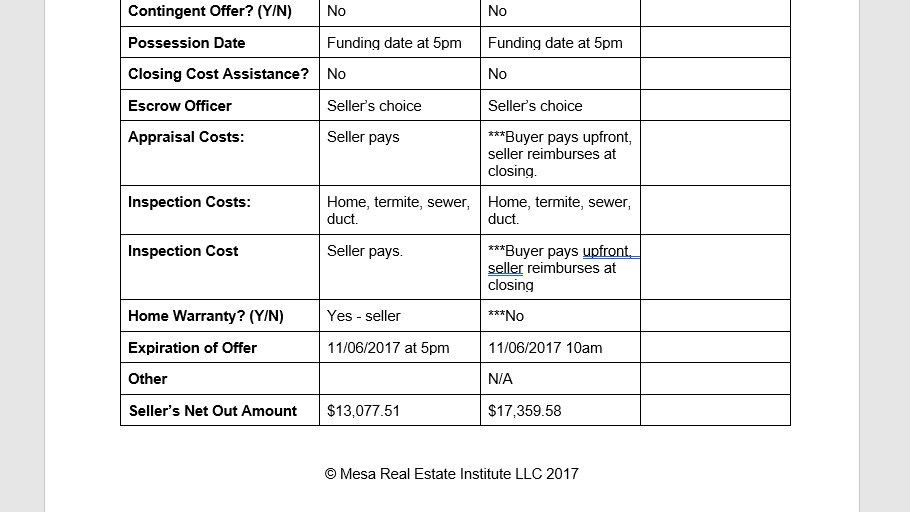 Contingent Offer? (Y/N) No No
Possession Date Funding date at 5pm Funding date at 5pm
Closing Cost Assistance? No No
Escrow Officer Seller’s choice Seller’s choice
Appraisal Costs: Seller pays ***Buyer pays upfront,
seller reimburses at
closing.
Inspection Costs: Home, termite, sewer, Home, termite, sewer,
duct. duct.
Inspection Cost Seller pays. ***Buyer pays upfront,
seller reimburses at
closing
Home Warranty? (Y/N) Yes - seller ***No
Expiration of Offer 11/06/2017 at 5pm 11/06/2017 10am
Other N/A
Seller’s Net Out Amount $13,077.51 $17,359.58
© Mesa Real Estate Institute LLC 2017